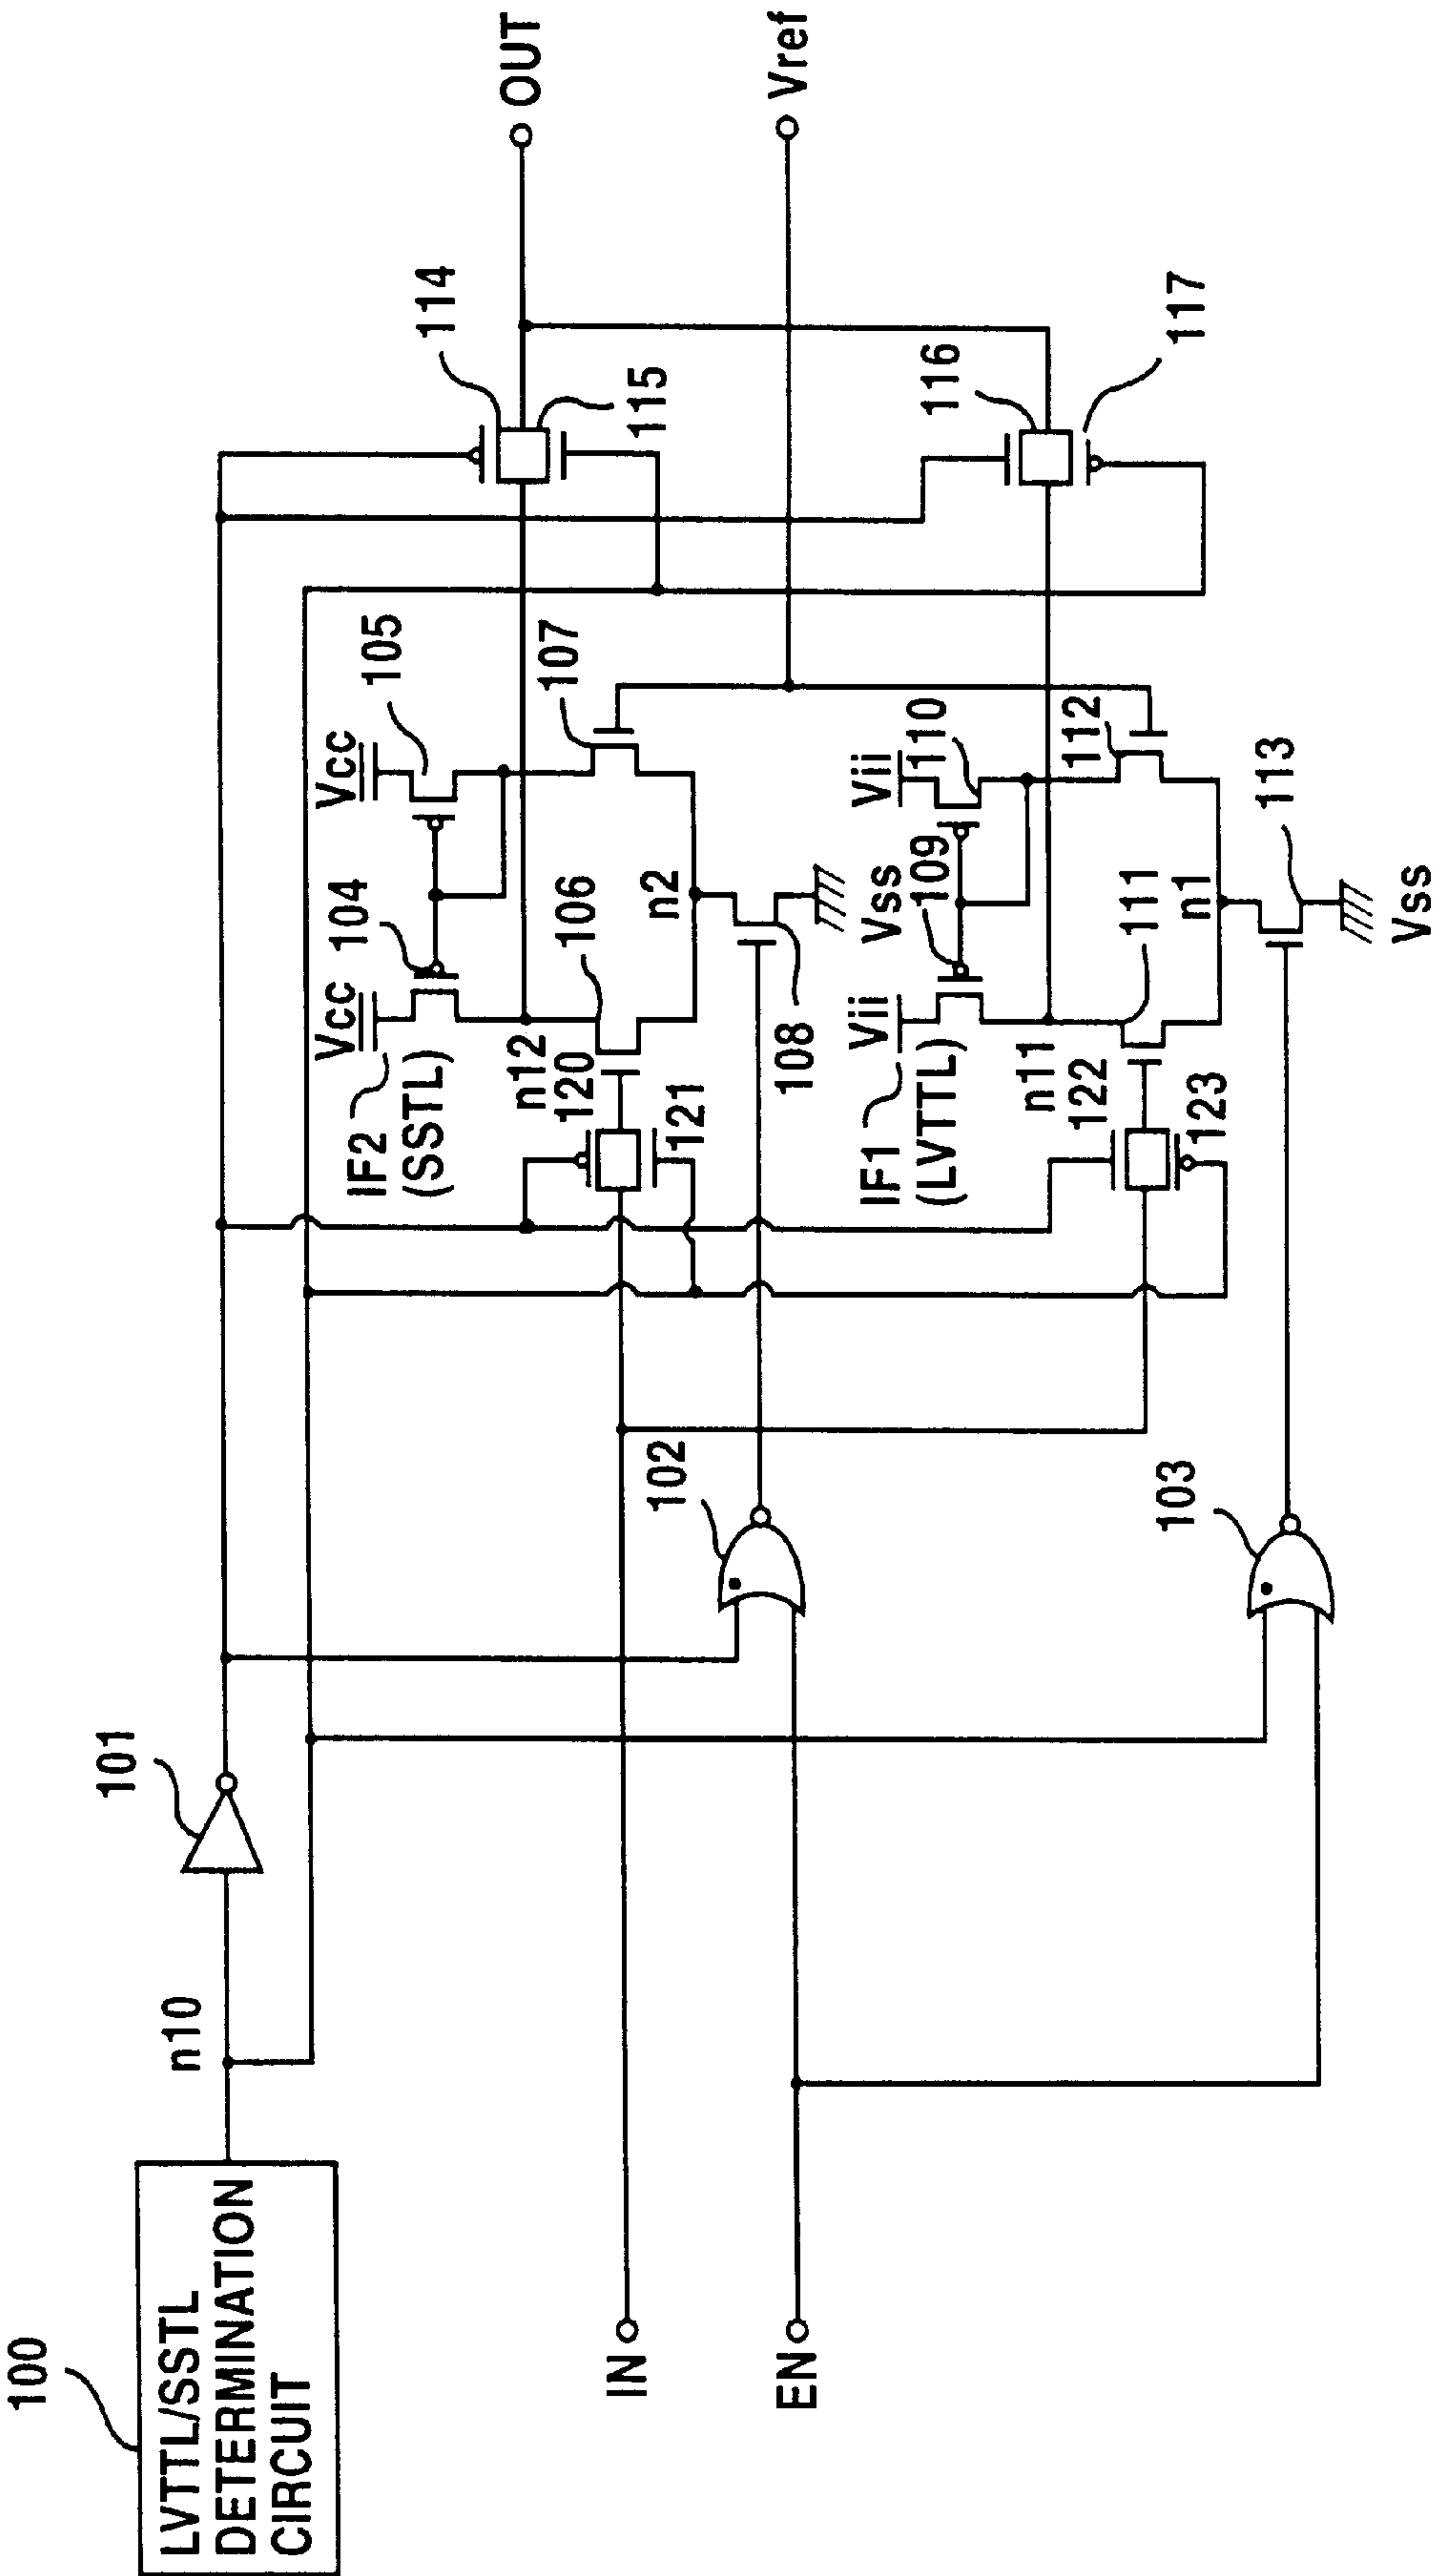 100
LVTTL/SSTL
DETERMINATION
CIRCUIT
n10
101
IN
EN
102
103
IF2
(SSTL)
Vcc
104
Vcc
105
n12
120
121
106
107
n2
108
Vss
IF1
(LVTTL)
Vii
109
Vii
110
n11
122
123
111
112
n1
113
Vss
114
115
116
117
OUT
Vref